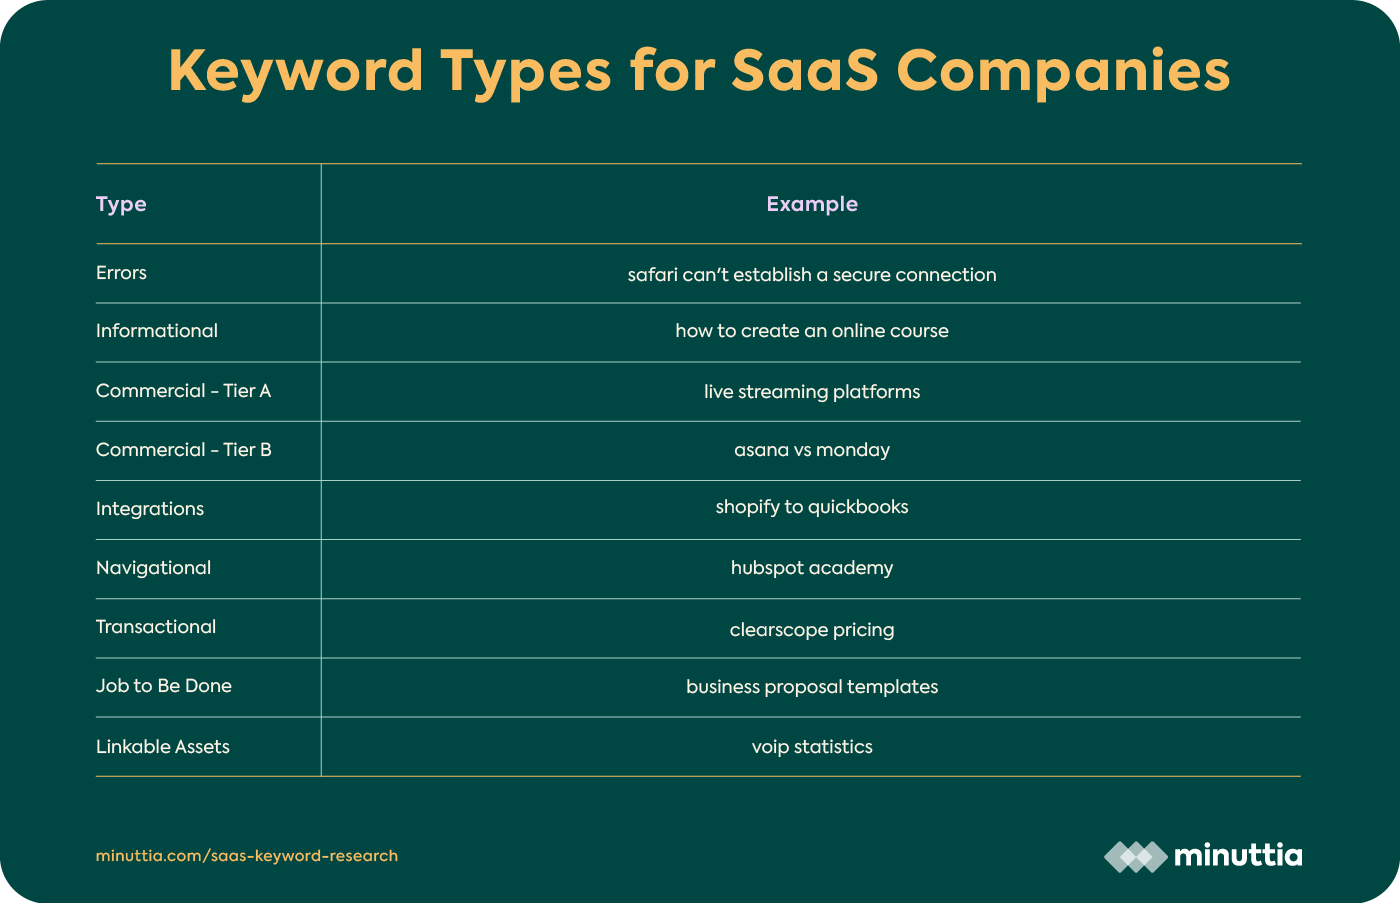 Keyword Types for SaaS Companies
Type
Example
Errors
safari can't establish a secure connection
Informational
how to create an online course
Commercial - Tier A
live streaming platforms
Commercial - Tier B
asana vs monday
Integrations
shopify to quickbooks
Navigational
hubspot academy
Transactional
clearscope pricing
Job to Be Done
business proposal templates
Linkable Assets
voip statistics
minuttia.com/saas-keyword-research
minuttia